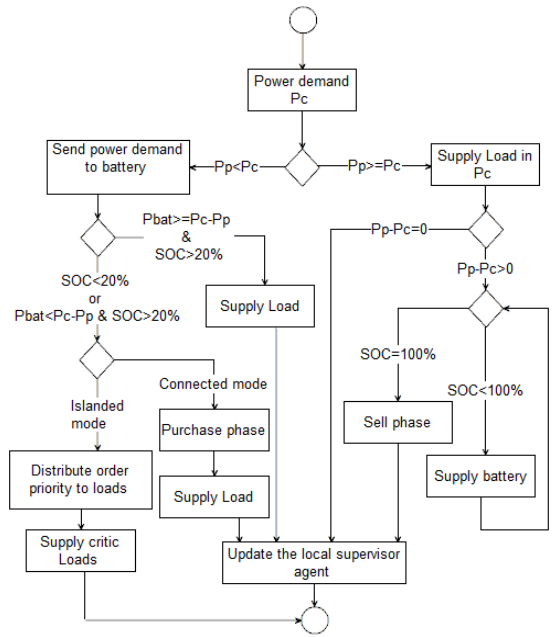 Power demand
Pc
Send power demand
to battery
Pp<Pc
Pp>=Pc
Supply Load in
Pc
Pbat>=Pc-Pp
&
SOC>20%
Pp-Pc=0
Pp-Pc>0
SOC<20%
or
Pbat<Pc-Pp & SOC>20%
Supply Load
SOC=100%
SOC<100%
Connected mode
Islanded
mode
Purchase phase
Sell phase
Distribute order
priority to loads
Supply Load
Supply battery
Supply critic
Loads
Update the local supervisor
agent